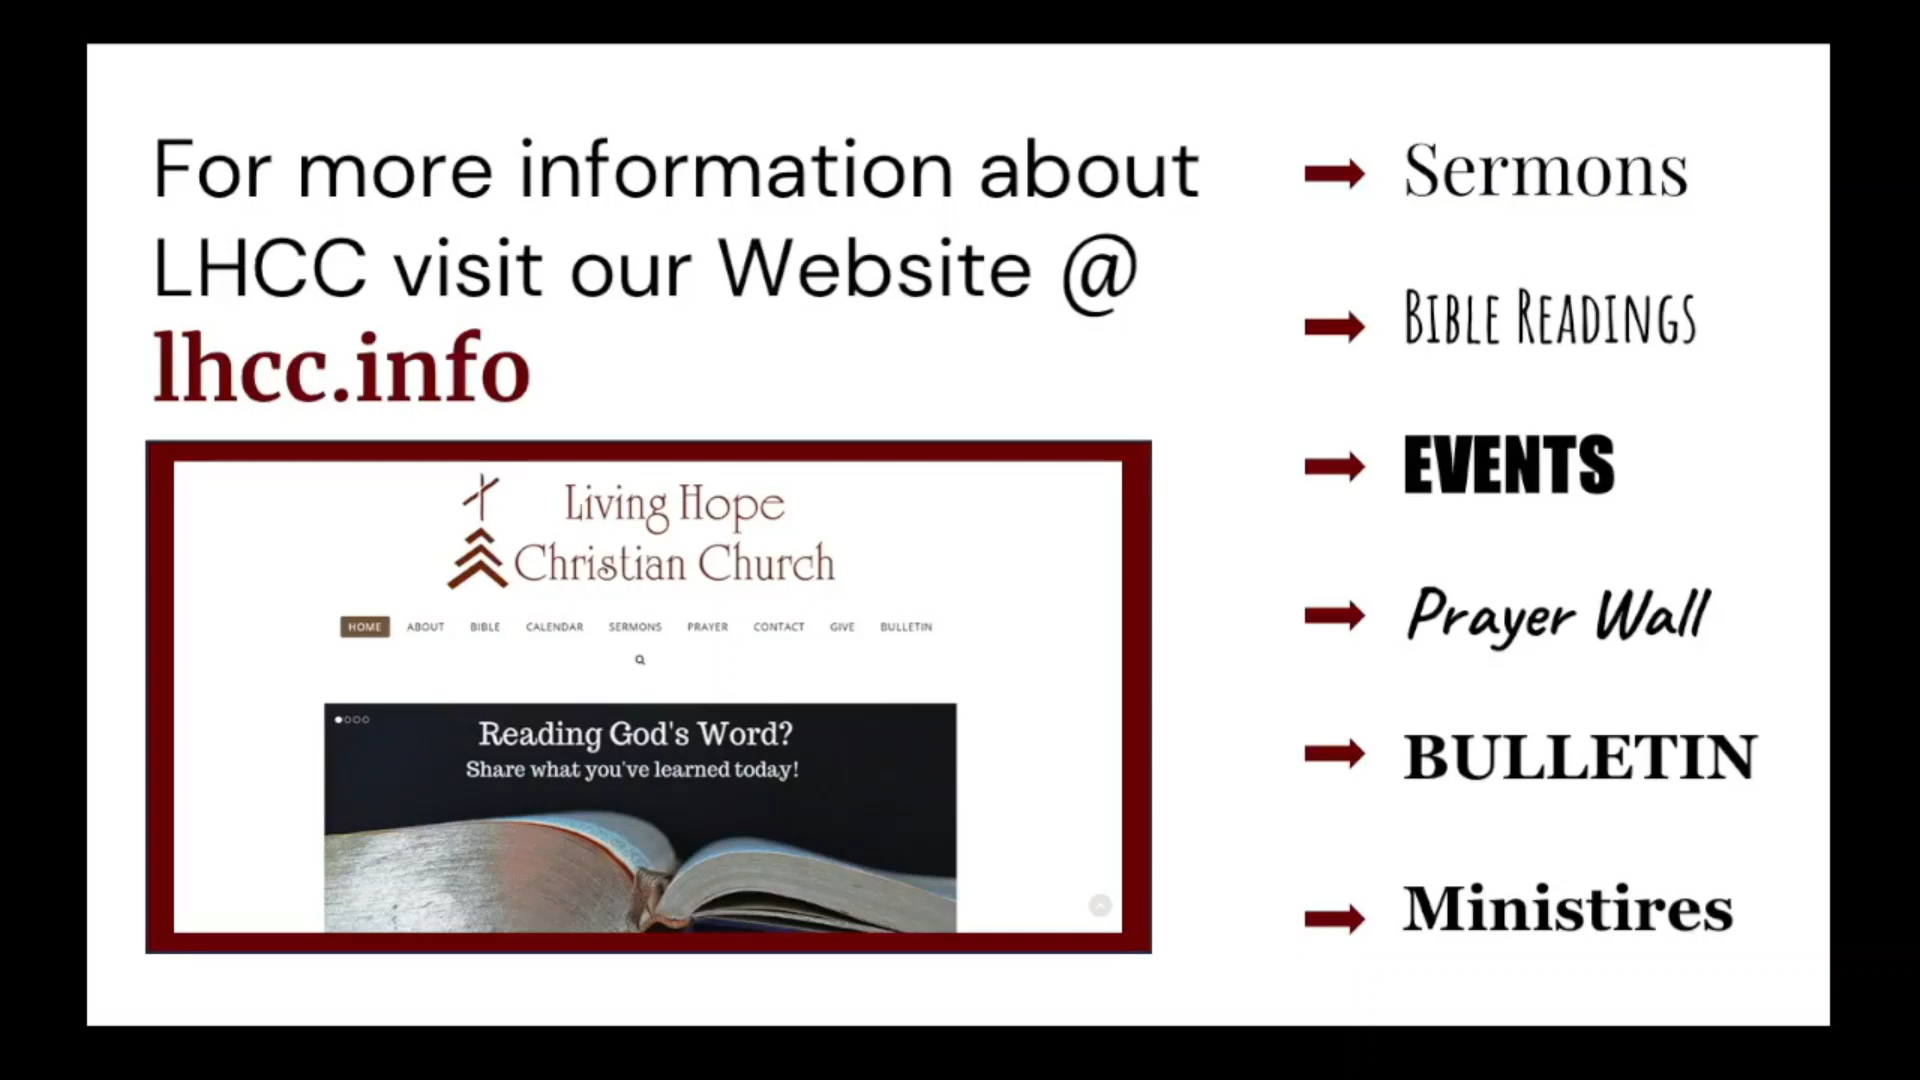 For more information about
LHCC visit our Website @
lhcc.info
Living Hope
Christian Church
HOME ABOUT BIBLE CALENDAR SERMONS PRAYER CONTACT GIVE BULLETIN
Reading God's Word?
Share what you've learned today!
Sermons
Bible Readings
EVENTS
Prayer Wall
BULLETIN
Ministires